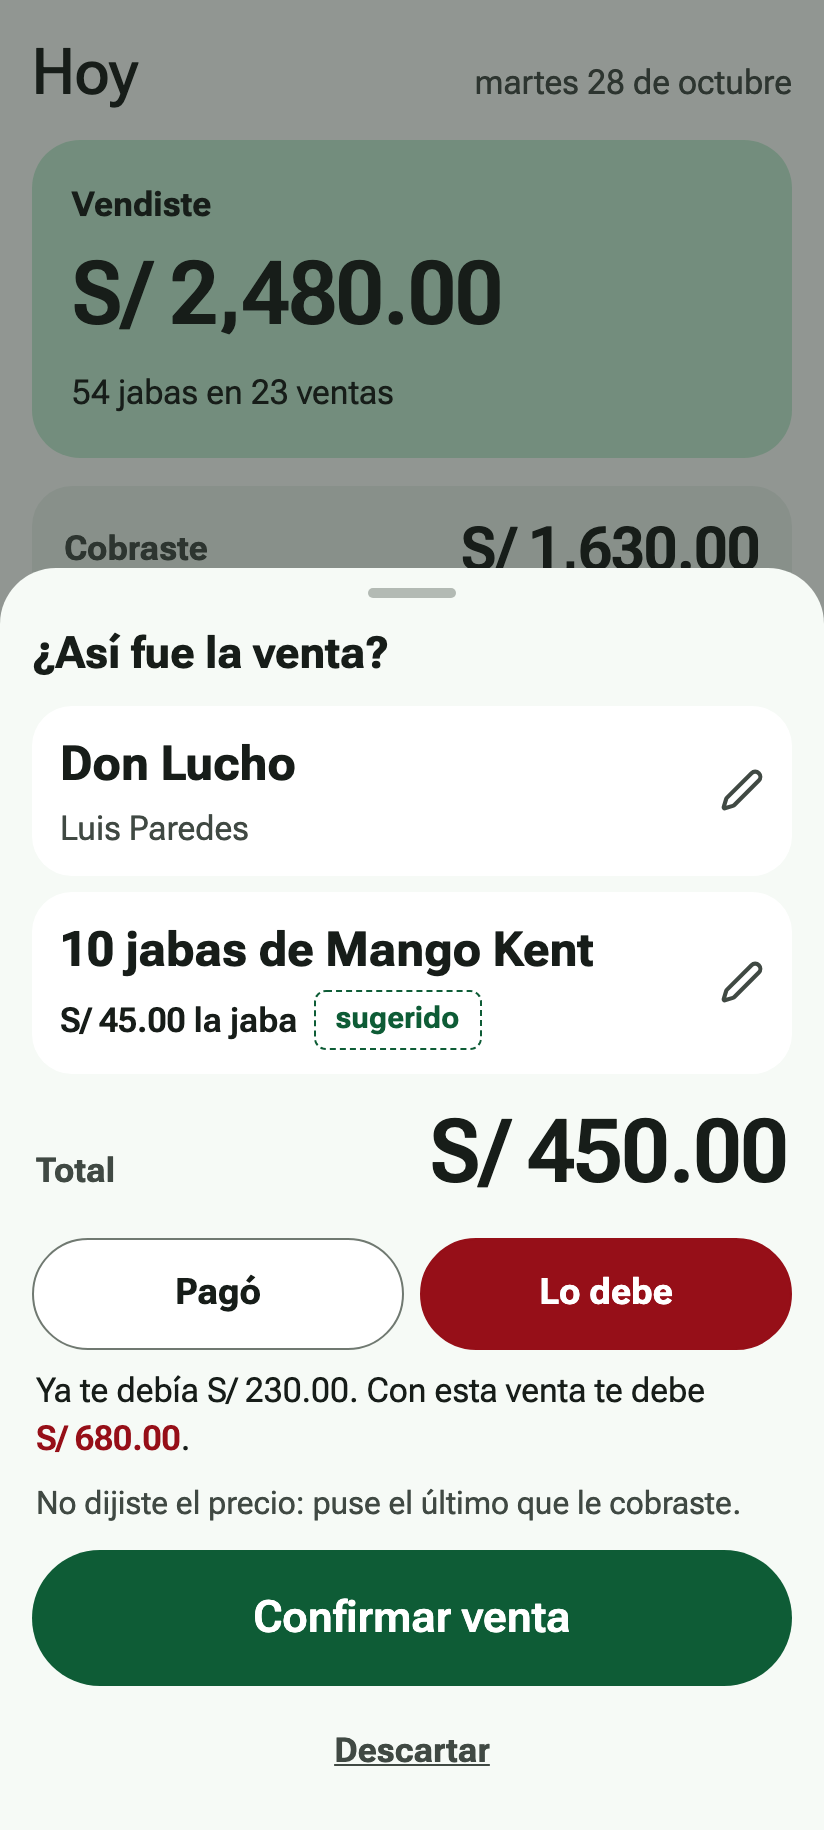 Hoy
martes 28 de octubre
Vendiste
S/ 2,480.00
54 jabas en 23 ventas
Cobraste
S/ 1,630.00
¿Así fue la venta?
Don Lucho
Luis Paredes
10 jabas de Mango Kent
S/ 45.00 la jaba
sugerido
Total
S/ 450.00
Pagó
Lo debe
Ya te debía S/ 230.00. Con esta venta te debe
S/ 680.00.
No dijiste el precio: puse el último que le cobraste.
Confirmar venta
Descartar